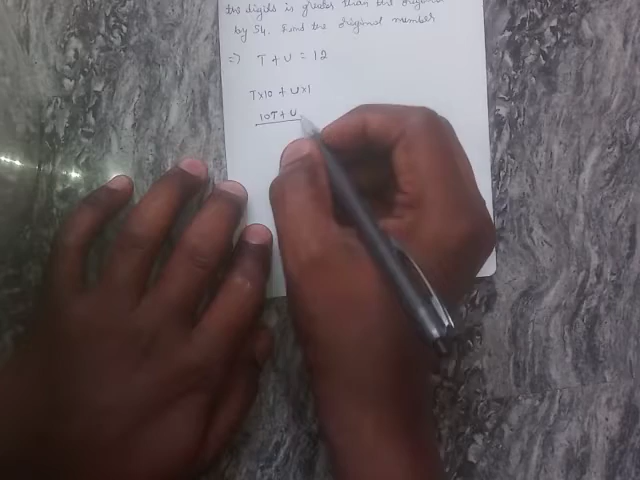 the digits is greater than the original
by 54. Find the original number
=> T + U = 12
T×10 + U×1
10T + U